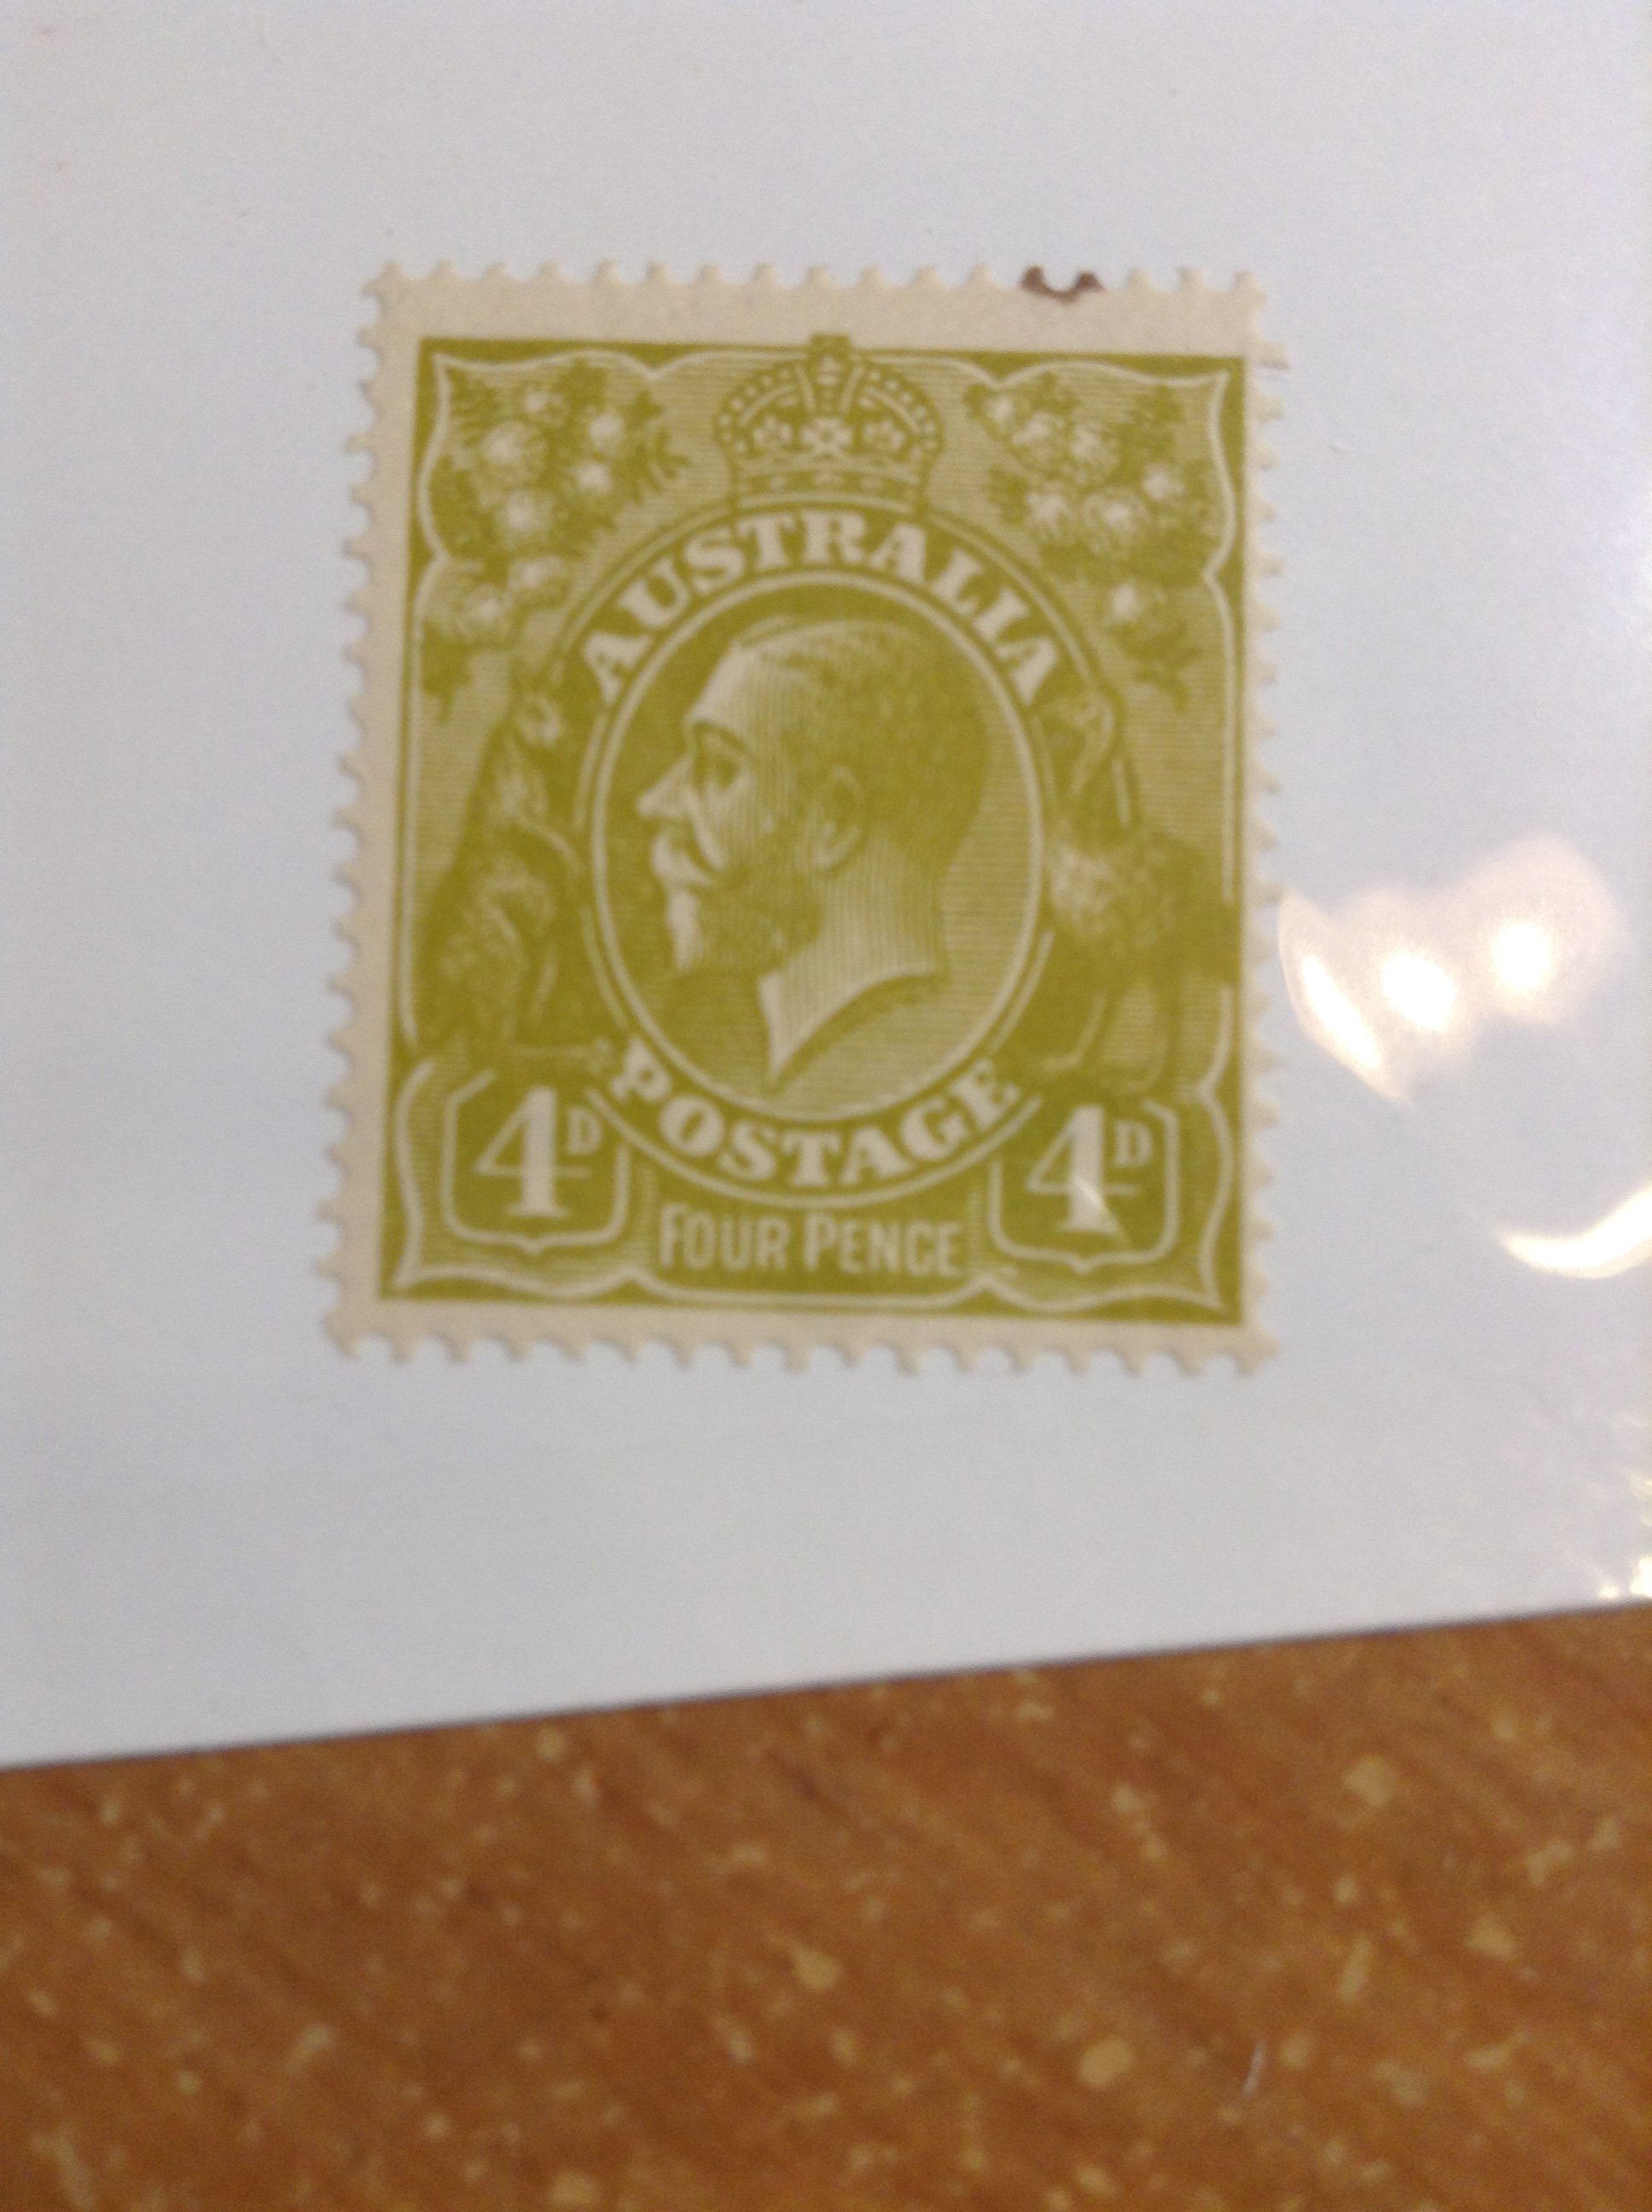 AUSTRALIA
POSTAGE
4D 4D
FOUR PENCE